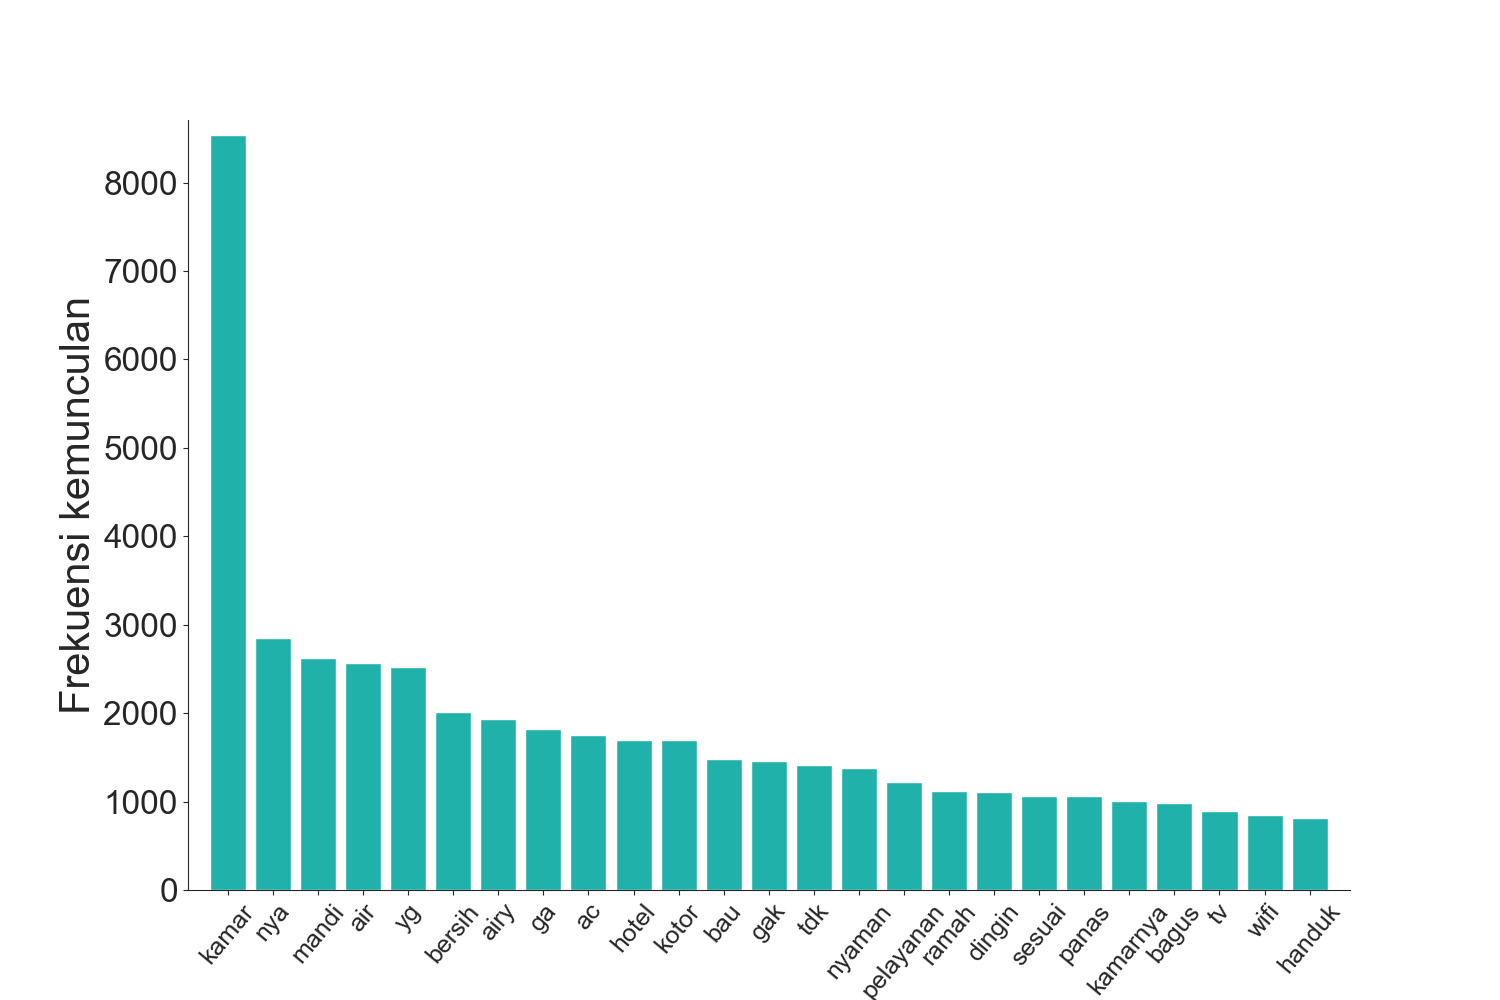 Frekuensi kemunculan
8000
7000
6000
5000
4000
3000
2000
1000
0
kamar
nya
mandi
air
yg
bersih
airy
ga
ac
hotel
kotor
bau
gak
tdk
nyaman
pelayanan
ramah
dingin
sesuai
panas
kamarnya
bagus
tv
wifi
handuk